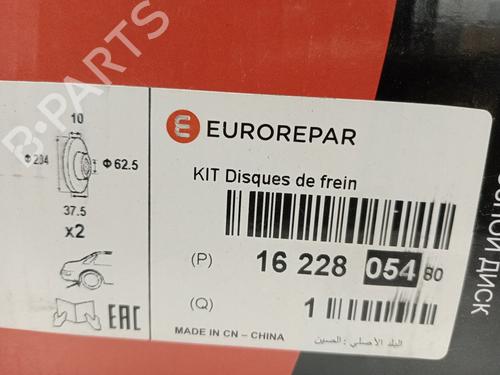 B-PARTS
10
Φ 62.5
37.5
x2
EAC
EUROREPAR
KIT Disques de frein
(P) 16 228 054 80
(Q) 1
MADE IN CN – CHINA
البلد الأصلي : الصين
диск